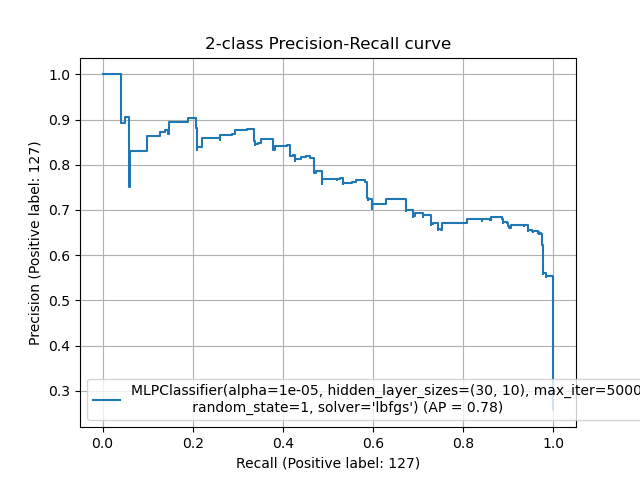 2-class Precision-Recall curve
Precision (Positive label: 127)
1.0
0.9
0.8
0.7
0.6
0.5
0.4
0.3
MLPClassifier(alpha=1e-05, hidden_layer_sizes=(30, 10), max_iter=5000
random_state=1, solver='lbfgs') (AP = 0.78)
0.0 0.2 0.4 0.6 0.8 1.0
Recall (Positive label: 127)